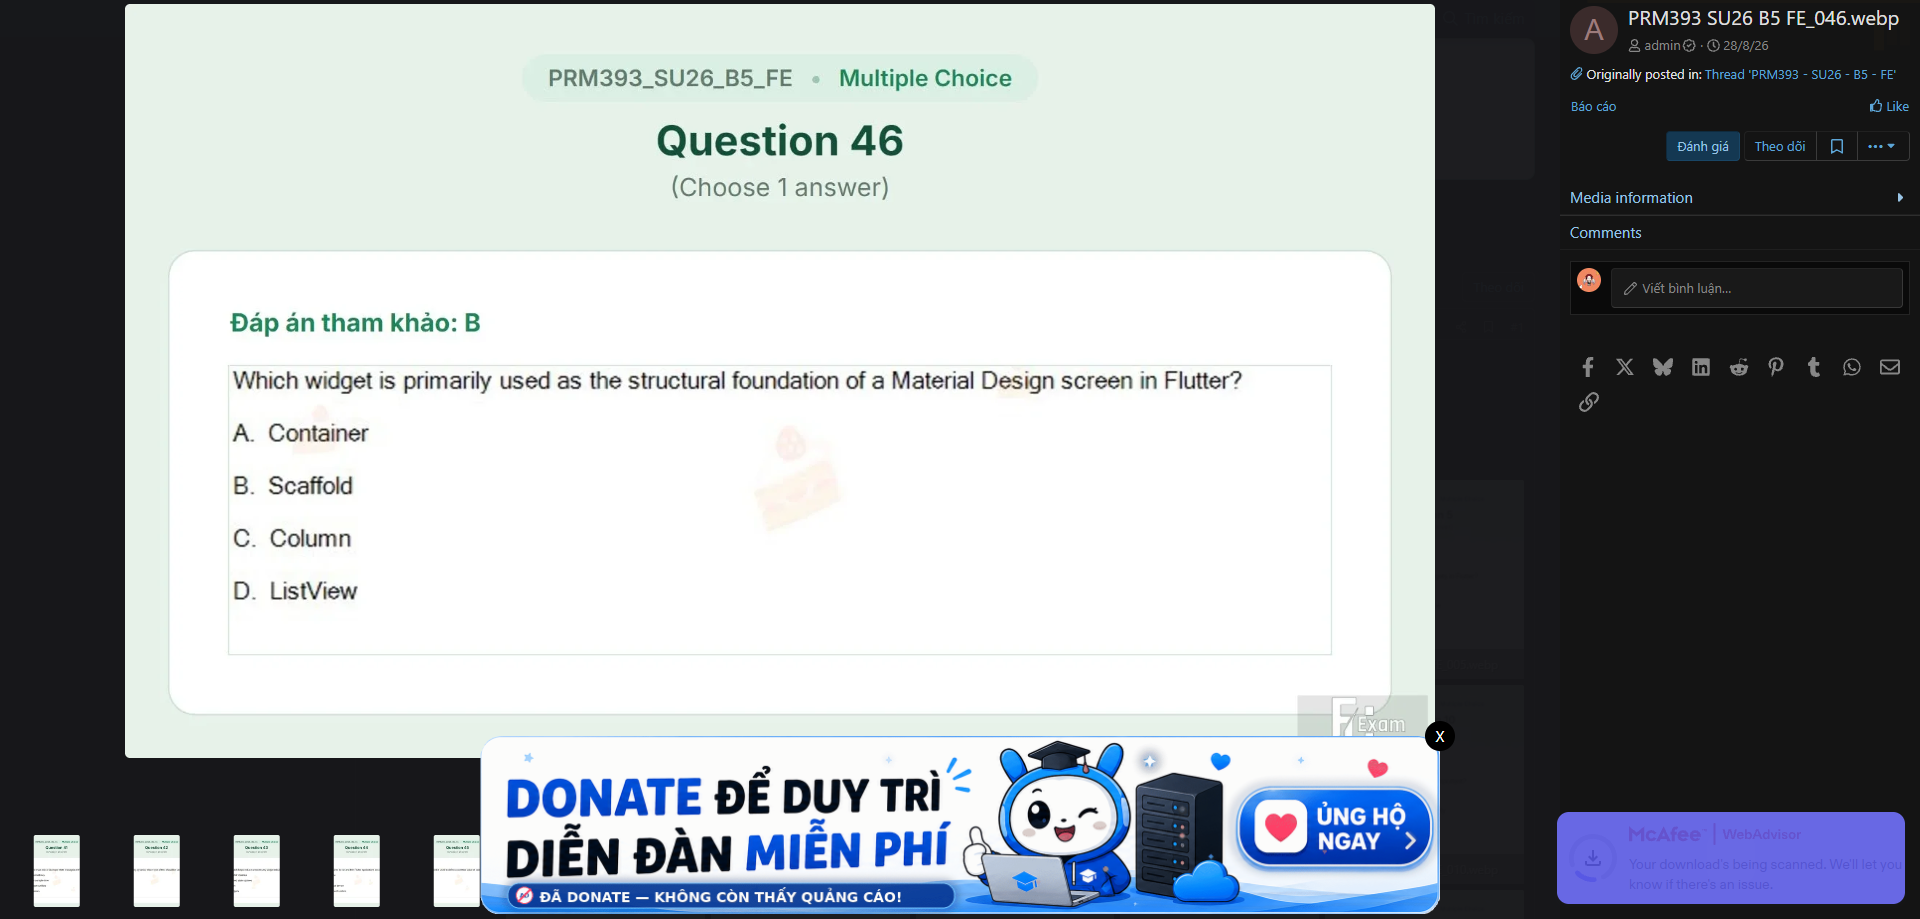 PRM393_SU26_B5_FE • Multiple Choice
Question 46
(Choose 1 answer)
Đáp án tham khảo: B
Which widget is primarily used as the structural foundation of a Material Design screen in Flutter?
A. Container
B. Scaffold
C. Column
D. ListView
Exam
X
DONATE ĐỂ DUY TRÌ
DIỄN ĐÀN MIỄN PHÍ
ĐÃ DONATE — KHÔNG CÒN THẤY QUẢNG CÁO!
ỦNG HỘ
NGAY
A
PRM393 SU26 B5 FE_046.webp
admin · 28/8/26
Originally posted in: Thread 'PRM393 - SU26 - B5 - FE'
Báo cáo
Like
Đánh giá
Theo dõi
Media information
Comments
Viết bình luận...
McAfee | WebAdvisor
Your download's being scanned. We'll let you
know if there's an issue.